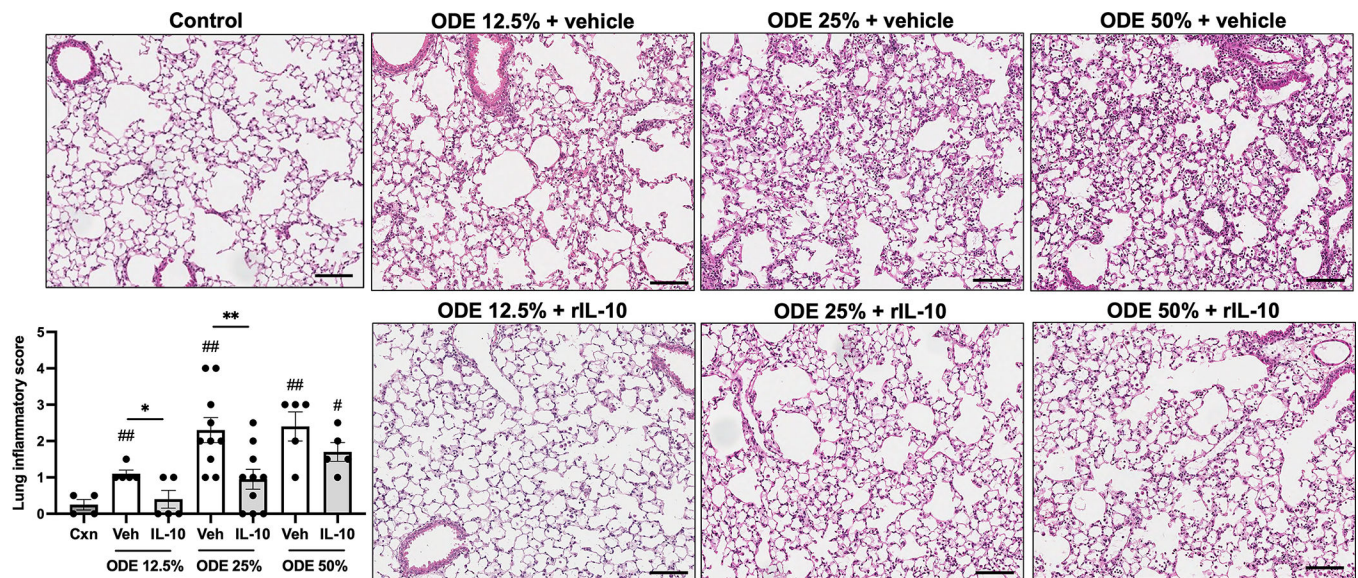 Control
ODE 12.5% + vehicle
ODE 25% + vehicle
ODE 50% + vehicle
ODE 12.5% + rIL-10
ODE 25% + rIL-10
ODE 50% + rIL-10
Lung inflammatory score
5
4
3
2
1
0
##
*
##
**
##
#
Cxn Veh IL-10 Veh IL-10 Veh IL-10
ODE 12.5% ODE 25% ODE 50%